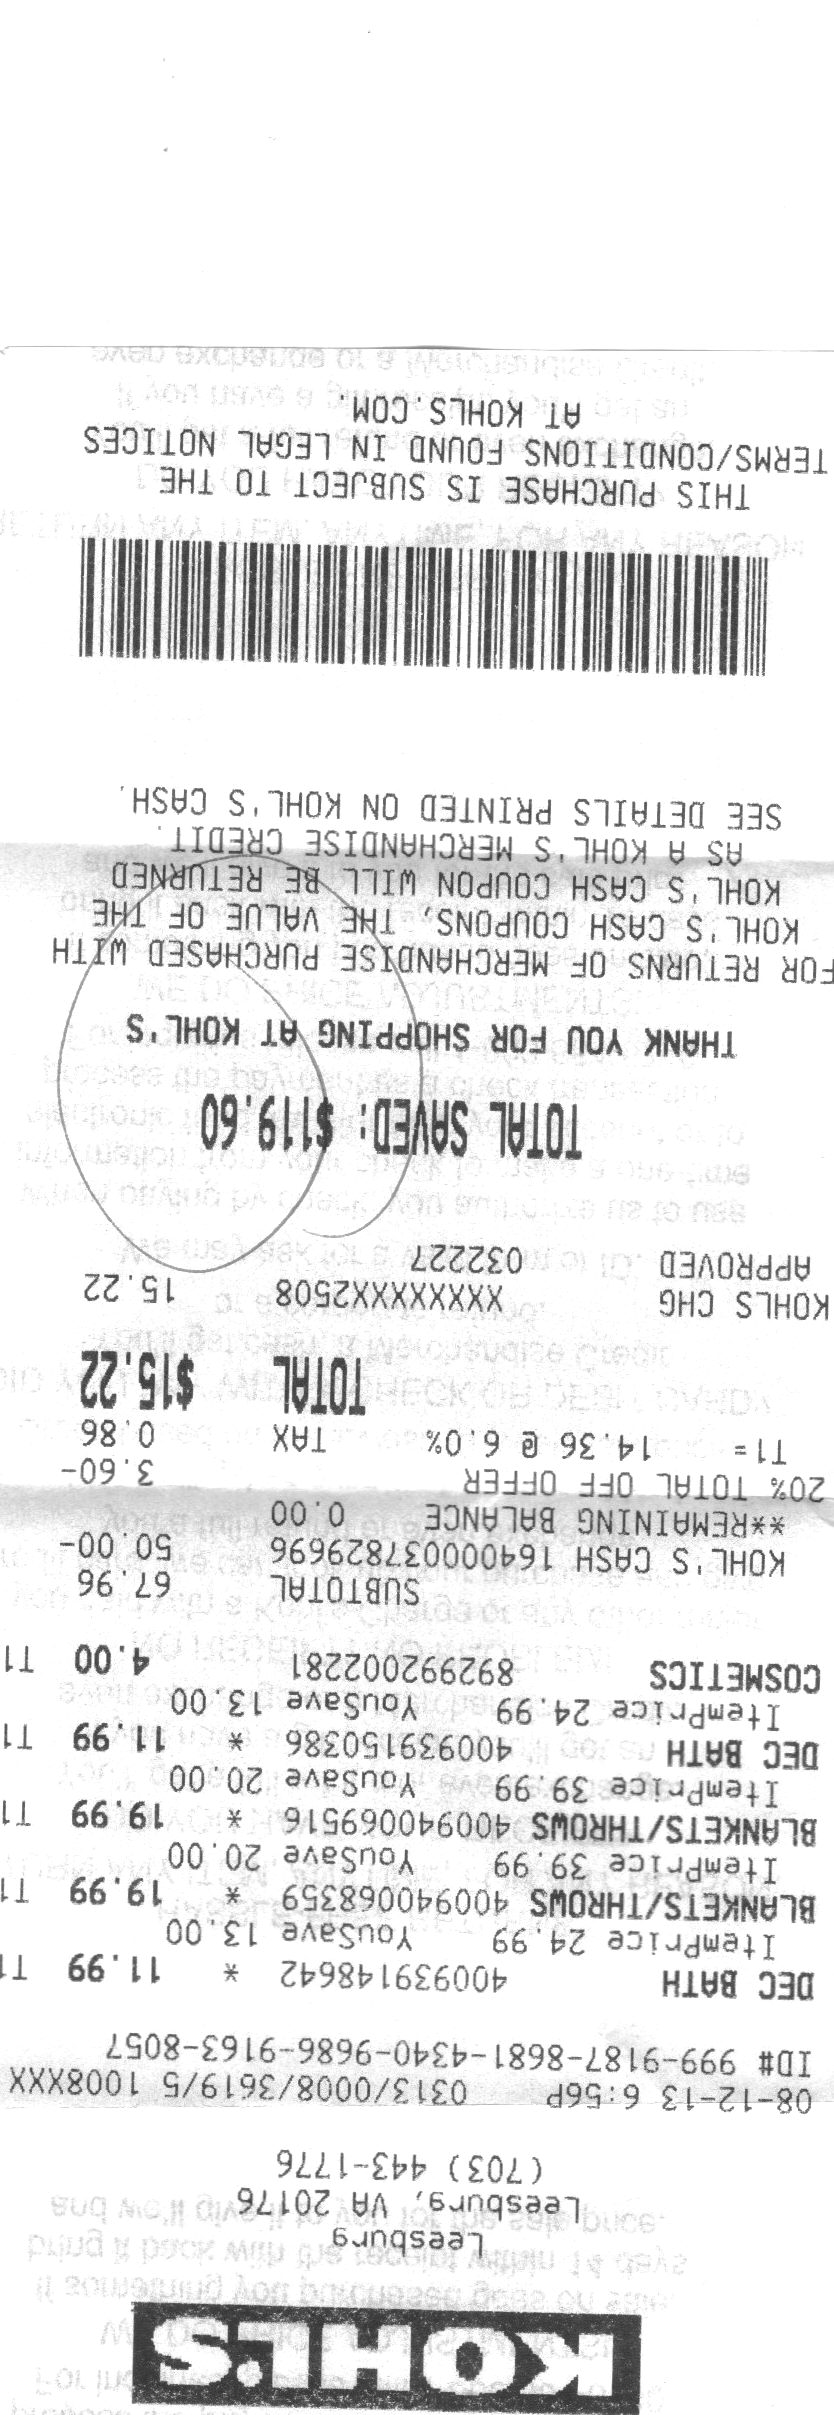 KOHL'S
Leesburg
Leesburg, VA 20176
(703) 443-1776
08-12-13 6:56P 0313/0008/3619/5 1008XXX
ID# 999-9187-8681-4340-9686-9163-8057
DEC BATH 400939148642 * 11.99 T1
ItemPrice 24.99 YouSave 13.00
BLANKETS/THROWS 400940068359 * 19.99 T1
ItemPrice 39.99 YouSave 20.00
BLANKETS/THROWS 400940069516 * 19.99 T1
ItemPrice 39.99 YouSave 20.00
DEC BATH 400939150386 * 11.99 T1
ItemPrice 24.99 YouSave 13.00
COSMETICS 892992002281 4.00 T1
SUBTOTAL 67.96
KOHL'S CASH 164000037829696 50.00-
**REMAINING BALANCE 0.00
20% TOTAL OFF OFFER 3.60-
T1= 14.36 @ 6.0% TAX 0.86
TOTAL $15.22
KOHLS CHG XXXXXXXXX2508 15.22
APPROVED 032227
TOTAL SAVED: $119.60
THANK YOU FOR SHOPPING AT KOHL'S
FOR RETURNS OF MERCHANDISE PURCHASED WITH
KOHL'S CASH COUPONS, THE VALUE OF THE
KOHL'S CASH COUPON WILL BE RETURNED
AS A KOHL'S MERCHANDISE CREDIT.
SEE DETAILS PRINTED ON KOHL'S CASH.
THIS PURCHASE IS SUBJECT TO THE
TERMS/CONDITIONS FOUND IN LEGAL NOTICES
AT KOHLS.COM.